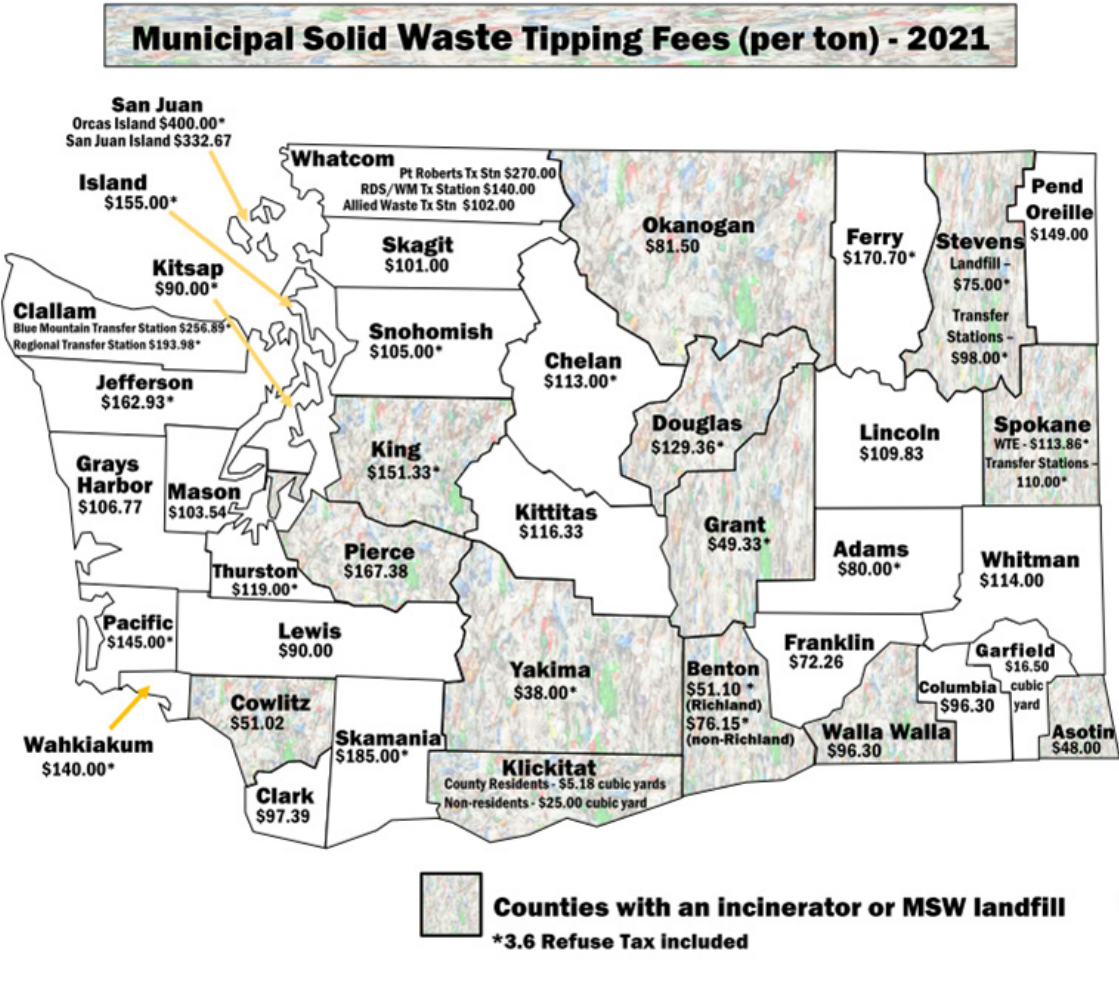 Municipal Solid Waste Tipping Fees (per ton) - 2021
San Juan
Orcas Island $400.00*
San Juan Island $332.67
Island
$155.00*
Kitsap
$90.00*
Whatcom
Pt Roberts Tx Stn $270.00
RDS/WM Tx Station $140.00
Allied Waste Tx Stn $102.00
Skagit
$101.00
Okanogan
$81.50
Ferry
$170.70*
Stevens
Landfill –
$75.00*
Transfer
Stations –
$98.00*
Pend
Oreille
$149.00
Clallam
Blue Mountain Transfer Station $256.89*
Regional Transfer Station $193.98*
Snohomish
$105.00*
Chelan
$113.00*
Jefferson
$162.93*
Douglas
$129.36*
Lincoln
$109.83
Spokane
WTE - $113.86*
Transfer Stations –
110.00*
King
$151.33*
Grays
Harbor
$106.77
Mason
$103.54
Kittitas
$116.33
Grant
$49.33*
Adams
$80.00*
Whitman
$114.00
Pierce
$167.38
Thurston
$119.00*
Pacific
$145.00*
Lewis
$90.00
Yakima
$38.00*
Benton
$51.10 *
(Richland)
$76.15*
(non-Richland)
Franklin
$72.26
Garfield
$16.50
cubic
yard
Columbia
$96.30
Walla Walla
$96.30
Asotin
$48.00
Wahkiakum
$140.00*
Cowlitz
$51.02
Skamania
$185.00*
Klickitat
County Residents - $5.18 cubic yards
Non-residents - $25.00 cubic yard
Clark
$97.39
Counties with an incinerator or MSW landfill
*3.6 Refuse Tax included